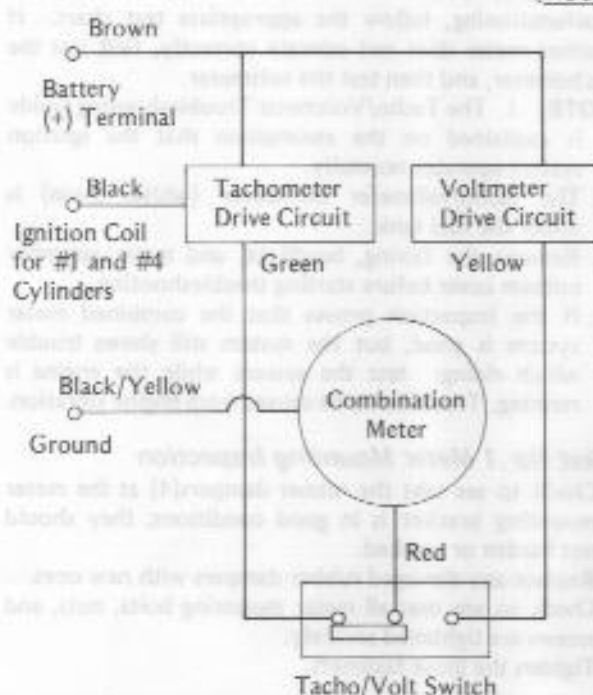 Brown
Battery
(+) Terminal
Black
Ignition Coil
for #1 and #4
Cylinders
Tachometer
Drive Circuit
Voltmeter
Drive Circuit
Green
Yellow
Black/Yellow
Ground
Combination
Meter
Red
Tacho/Volt Switch